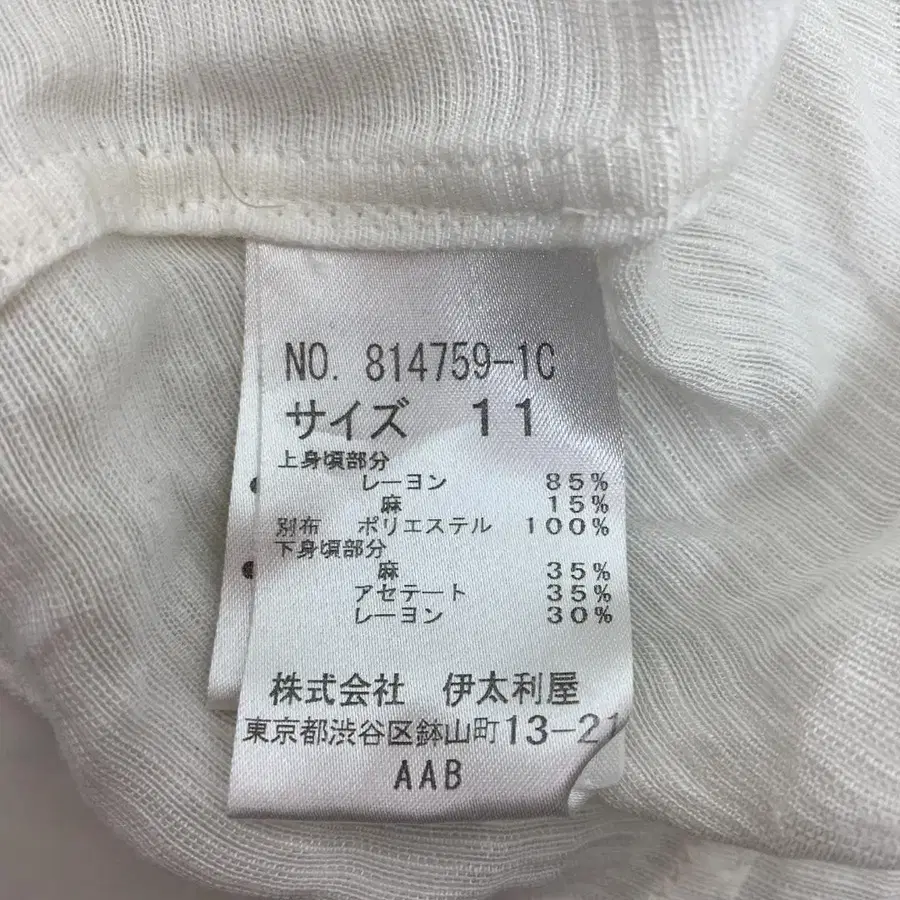 NO. 814759-1C
サイズ 11
上身頃部分
レーヨン 85%
麻 15%
別布 ポリエステル 100%
下身頃部分
麻 35%
アセテート 35%
レーヨン 30%
株式会社 伊太利屋
東京都渋谷区鉢山町13-21
AAB